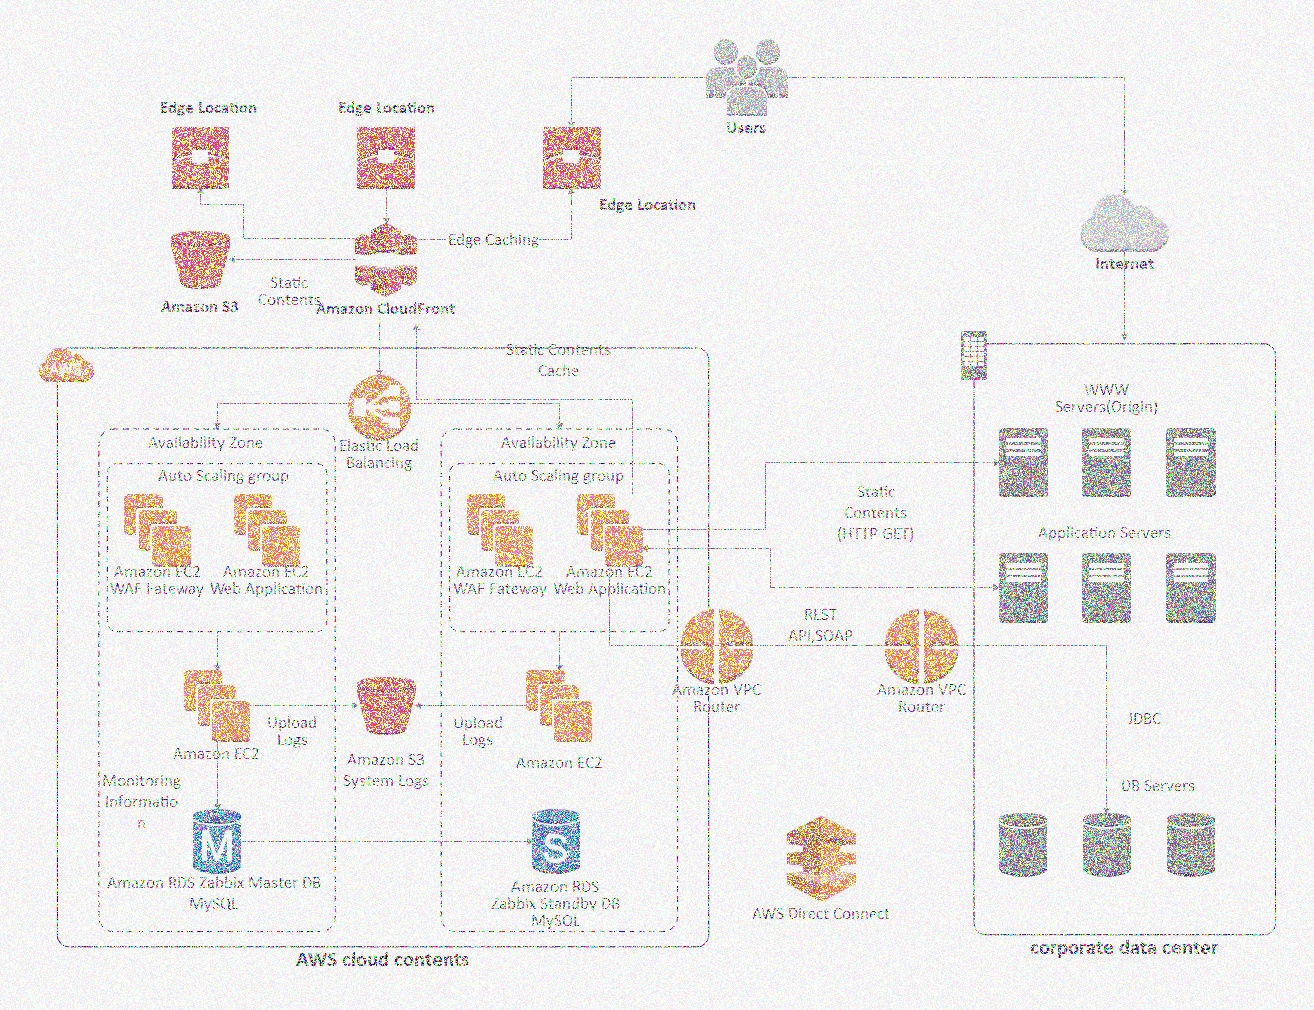 Users
Edge Location
Edge Location
Edge Location
Edge Caching
Internet
Amazon S3
Static
Contents
Amazon CloudFront
AWS
Static Contents
Cache
WWW
Servers(Origin)
Elastic Load
Balancing
Availability Zone
Availability Zone
Auto Scaling group
Auto Scaling group
Static
Contents
(HTTP GET)
Application Servers
Amazon EC2
WAF Fateway
Amazon EC2
Web Application
Amazon EC2
WAF Fateway
Amazon EC2
Web Application
REST
API,SOAP
Amazon VPC
Router
Amazon VPC
Router
JDBC
Upload
Logs
Upload
Logs
Amazon EC2
Amazon S3
System Logs
Amazon EC2
Monitoring
Informatio
n
DB Servers
M
S
Amazon RDS Zabbix Master DB
MySQL
Amazon RDS
Zabbix Standby DB
MySQL
AWS Direct Connect
AWS cloud contents
corporate data center